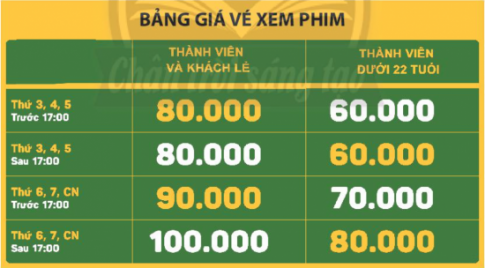 BẢNG GIÁ VÉ XEM PHIM
THÀNH VIÊN
VÀ KHÁCH LẺ
THÀNH VIÊN
DƯỚI 22 TUỔI
Chân trời sáng tạo
Thứ 3, 4, 5
Trước 17:00
80.000
60.000
Thứ 3, 4, 5
Sau 17:00
80.000
60.000
Thứ 6, 7, CN
Trước 17:00
90.000
70.000
Thứ 6, 7, CN
Sau 17:00
100.000
80.000